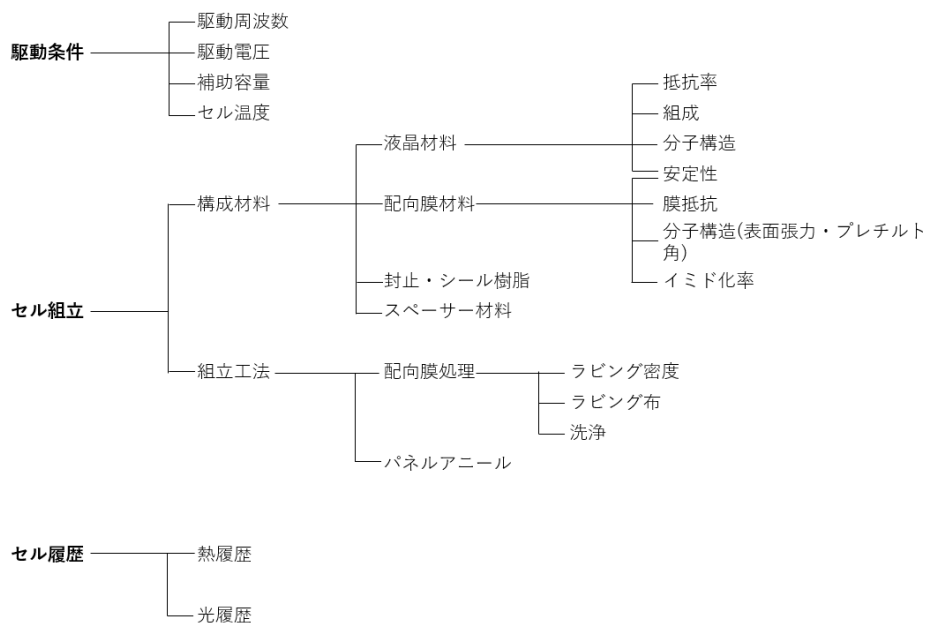 駆動条件
駆動周波数
駆動電圧
補助容量
セル温度
セル組立
構成材料
液晶材料
抵抗率
組成
分子構造
安定性
配向膜材料
膜抵抗
分子構造(表面張力・プレチルト
角)
イミド化率
封止・シール樹脂
スペーサー材料
組立工法
配向膜処理
ラビング密度
ラビング布
洗浄
パネルアニール
セル履歴
熱履歴
光履歴